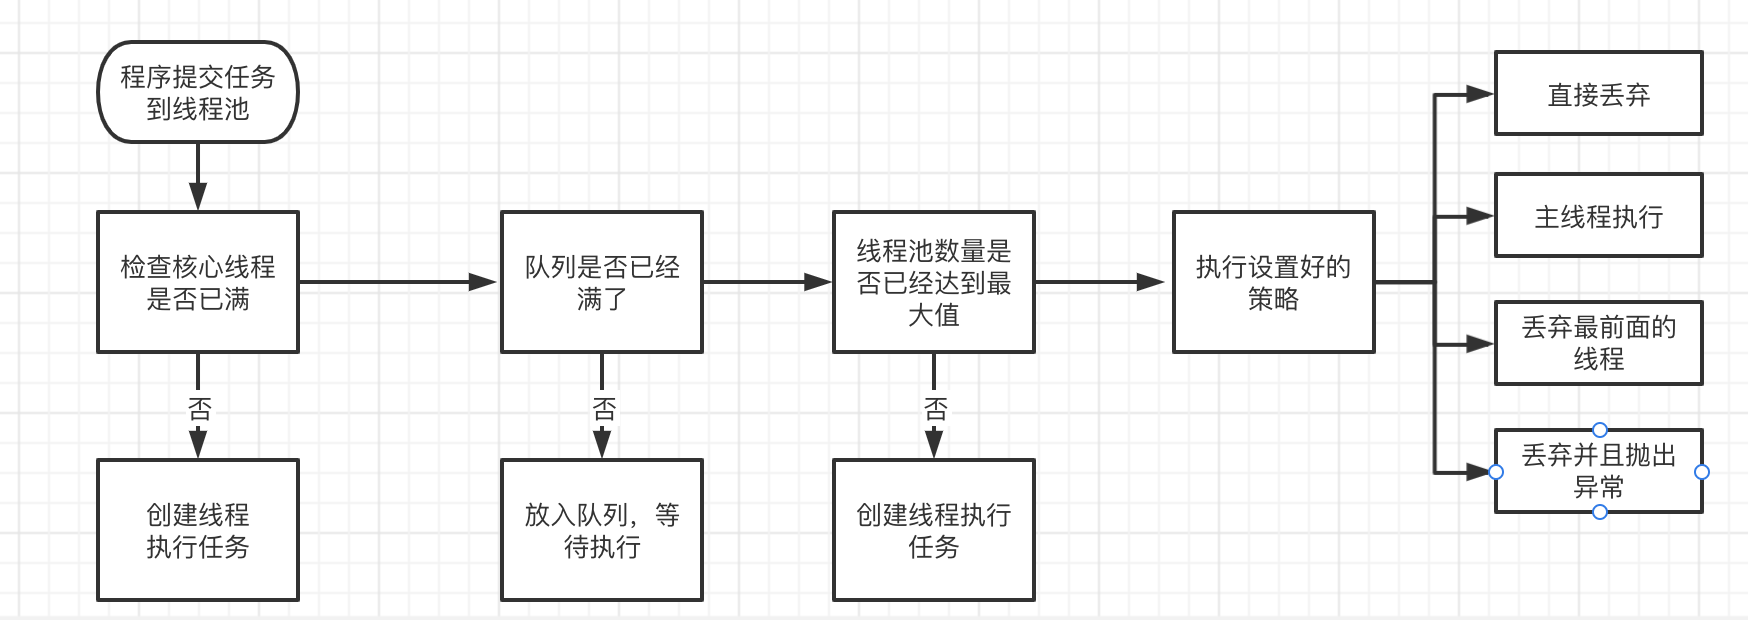 程序提交任务
到线程池
检查核心线程
是否已满
否
创建线程
执行任务
队列是否已经
满了
否
放入队列，等
待执行
线程池数量是
否已经达到最
大值
否
创建线程执行
任务
执行设置好的
策略
直接丢弃
主线程执行
丢弃最前面的
线程
丢弃并且抛出
异常